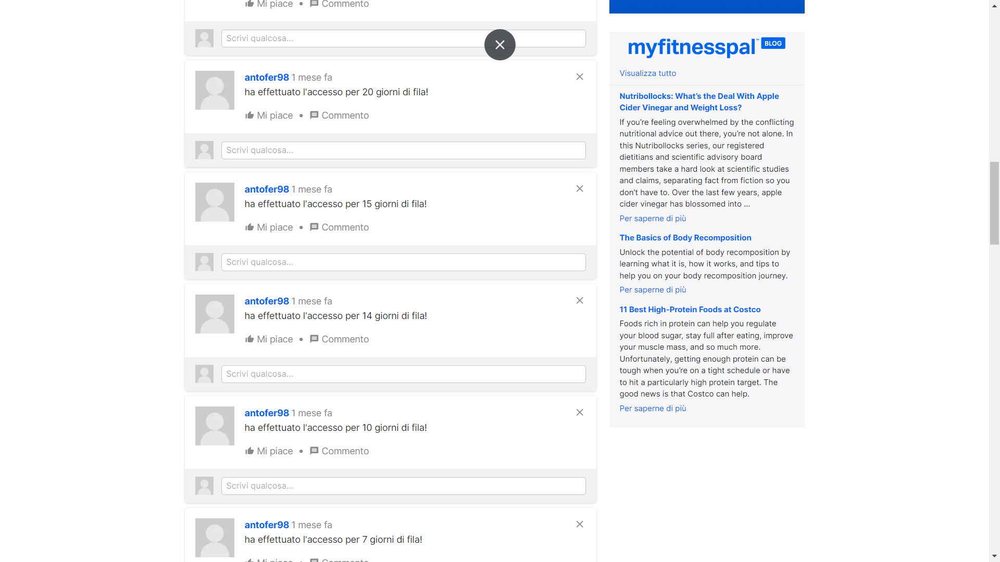 Mi piace • Commento
Scrivi qualcosa...
antofer98 1 mese fa
ha effettuato l'accesso per 20 giorni di fila!
Mi piace • Commento
Scrivi qualcosa...
antofer98 1 mese fa
ha effettuato l'accesso per 15 giorni di fila!
Mi piace • Commento
Scrivi qualcosa...
antofer98 1 mese fa
ha effettuato l'accesso per 14 giorni di fila!
Mi piace • Commento
Scrivi qualcosa...
antofer98 1 mese fa
ha effettuato l'accesso per 10 giorni di fila!
Mi piace • Commento
Scrivi qualcosa...
antofer98 1 mese fa
ha effettuato l'accesso per 7 giorni di fila!
Mi piace • Commento
myfitnesspal™ BLOG
Visualizza tutto
Nutribollocks: What’s the Deal With Apple
Cider Vinegar and Weight Loss?
If you’re feeling overwhelmed by the conflicting
nutritional advice out there, you’re not alone. In
this Nutribollocks series, our registered
dietitians and scientific advisory board
members take a hard look at scientific studies
and claims, separating fact from fiction so you
don’t have to. Over the last few years, apple
cider vinegar has blossomed into ...
Per saperne di più
The Basics of Body Recomposition
Unlock the potential of body recomposition by
learning what it is, how it works, and tips to
help you on your body recomposition journey.
Per saperne di più
11 Best High-Protein Foods at Costco
Foods rich in protein can help you regulate
your blood sugar, stay full after eating, improve
your muscle mass, and so much more.
Unfortunately, getting enough protein can be
tough when you’re on a tight schedule or have
to hit a particularly high protein target. The
good news is that Costco can help.
Per saperne di più